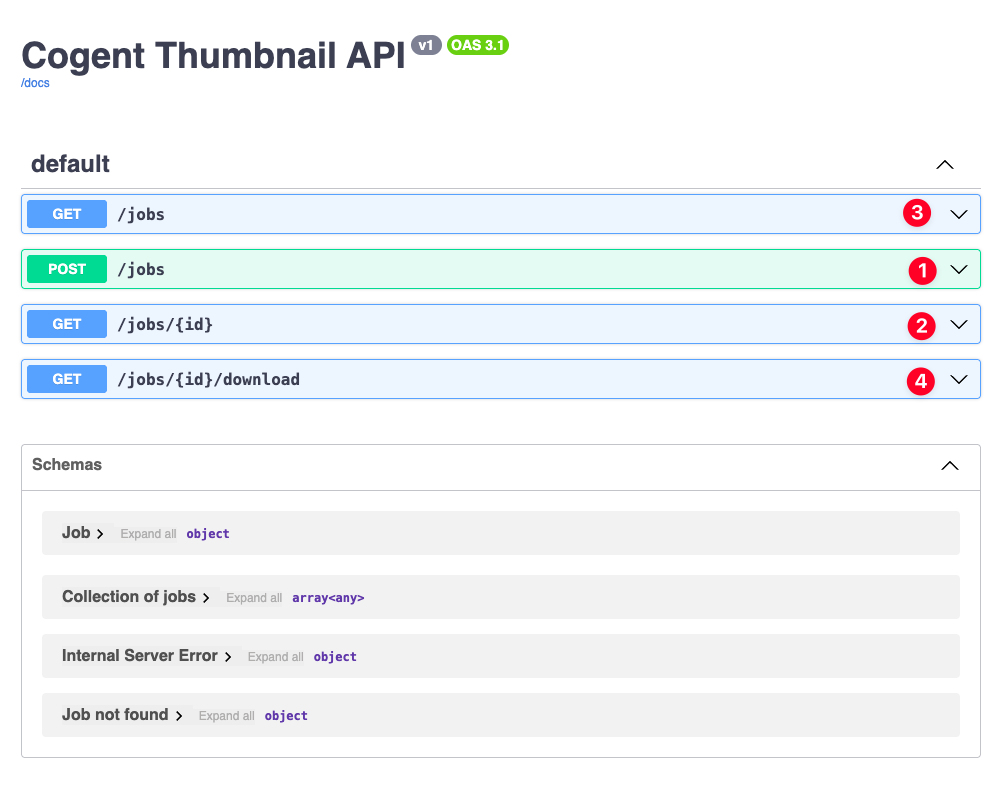 Cogent Thumbnail API v1 OAS 3.1
/docs
default
GET /jobs 3
POST /jobs 1
GET /jobs/{id} 2
GET /jobs/{id}/download 4
Schemas
Job Expand all object
Collection of jobs Expand all array<any>
Internal Server Error Expand all object
Job not found Expand all object